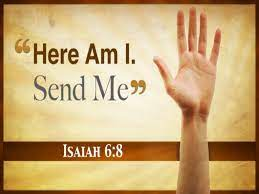 “Here Am I.
Send Me”
Isaiah 6:8